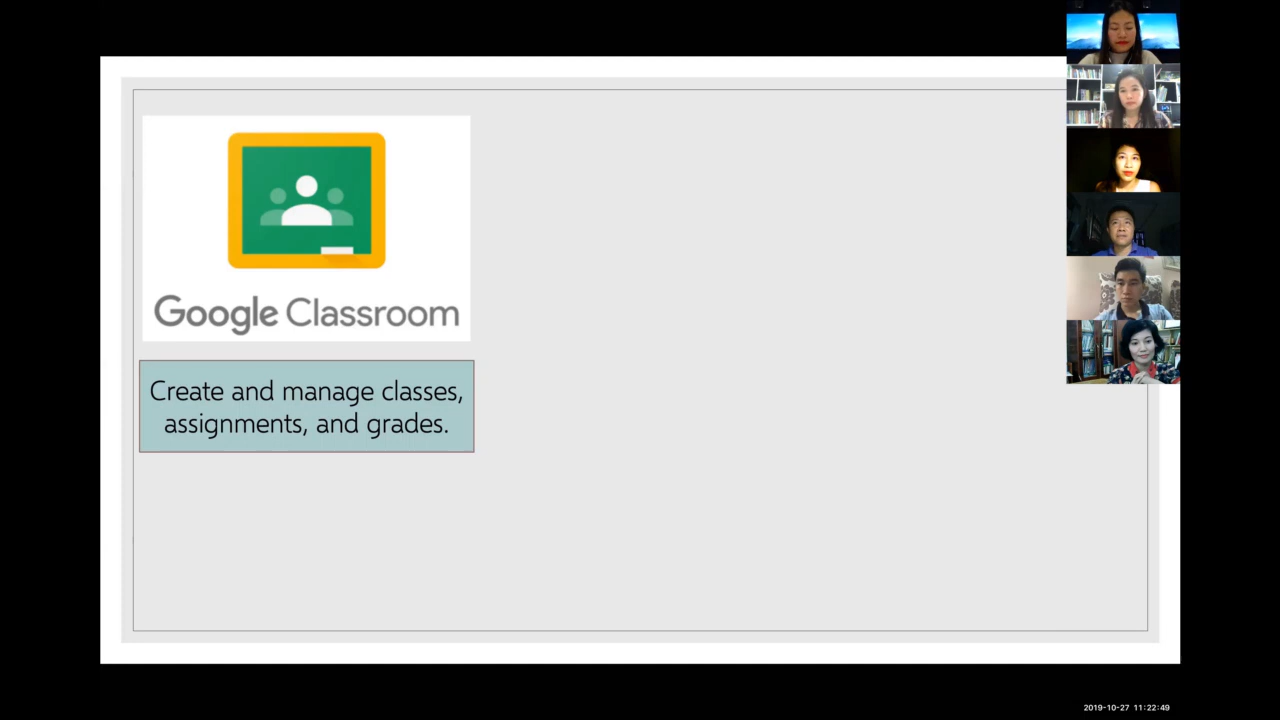 Google Classroom
Create and manage classes,
assignments, and grades.
2019-10-27 11:22:49